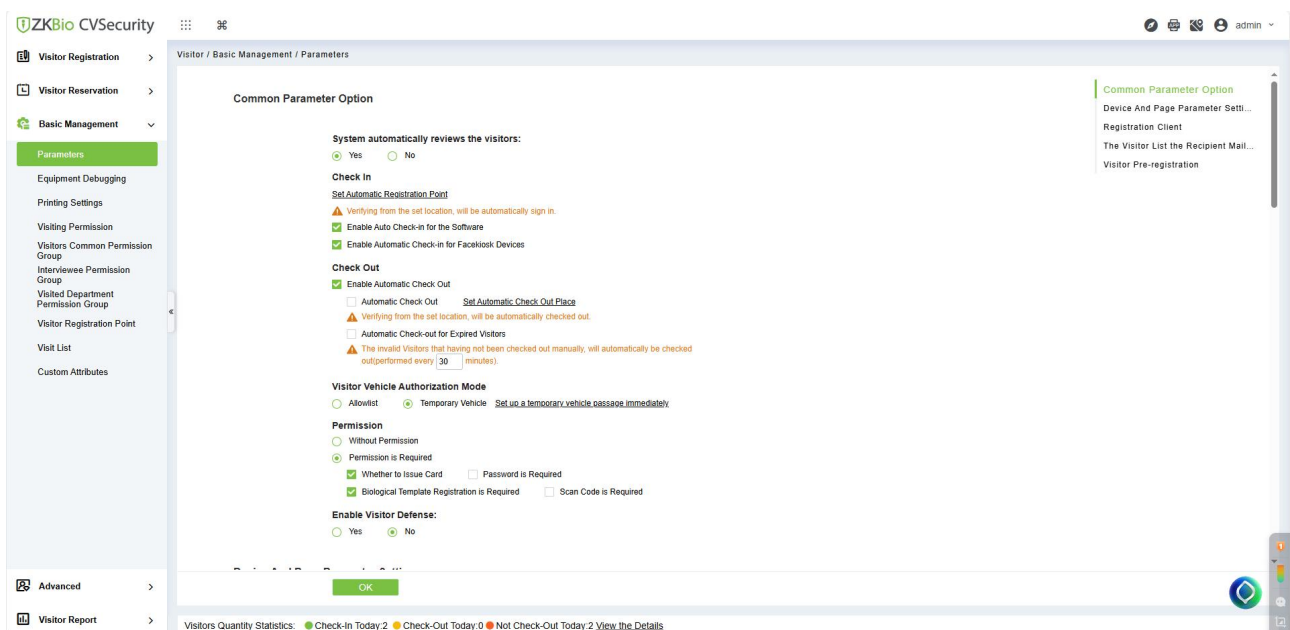 ZKBio CVSecurity
admin
Visitor Registration
Visitor Reservation
Basic Management
Parameters
Equipment Debugging
Printing Settings
Visiting Permission
Visitors Common Permission
Group
Interviewee Permission
Group
Visited Department
Permission Group
Visitor Registration Point
Visit List
Custom Attributes
Advanced
Visitor Report
Visitor / Basic Management / Parameters
Common Parameter Option
System automatically reviews the visitors:
Yes No
Check In
Set Automatic Registration Point
Verifying from the set location, will be automatically sign in.
Enable Auto Check-in for the Software
Enable Automatic Check-in for Facekiosk Devices
Check Out
Enable Automatic Check Out
Automatic Check Out Set Automatic Check Out Place
Verifying from the set location, will be automatically checked out.
Automatic Check-out for Expired Visitors
The invalid Visitors that having not been checked out manually, will automatically be checked
out(performed every 30 minutes).
Visitor Vehicle Authorization Mode
Allowlist Temporary Vehicle Set up a temporary vehicle passage immediately
Permission
Without Permission
Permission is Required
Whether to Issue Card Password is Required
Biological Template Registration is Required Scan Code is Required
Enable Visitor Defense:
Yes No
OK
Common Parameter Option
Device And Page Parameter Setti...
Registration Client
The Visitor List the Recipient Mail...
Visitor Pre-registration
Visitors Quantity Statistics: Check-In Today:2 Check-Out Today:0 Not Check-Out Today:2 View the Details